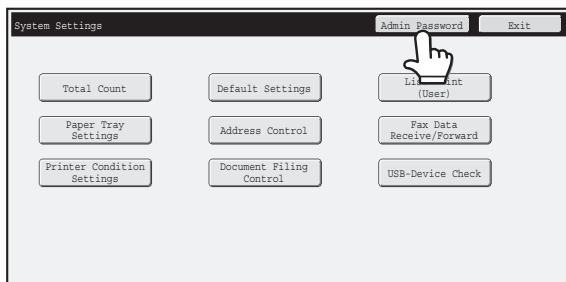 System Settings
Admin Password
Exit
Total Count
Default Settings
(User)
Paper Tray
Settings
Address Control
Fax Data
Receive/Forward
Printer Condition
Settings
Document Filing
Control
USB-Device Check